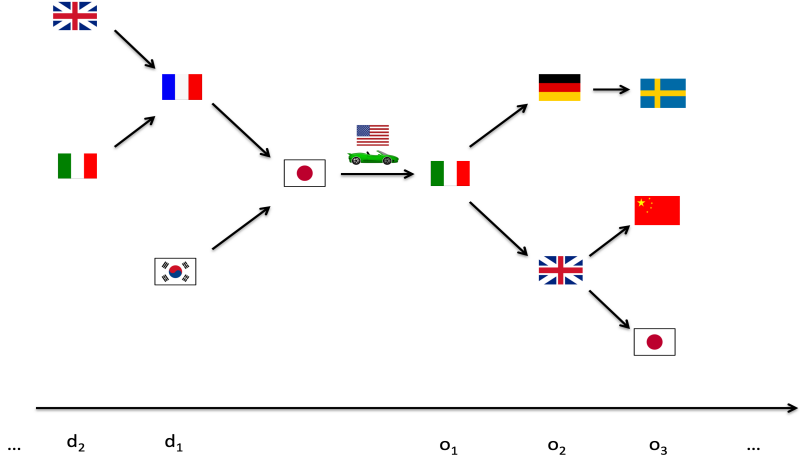 ... d₂ d₁ o₁ o₂ o₃ ...